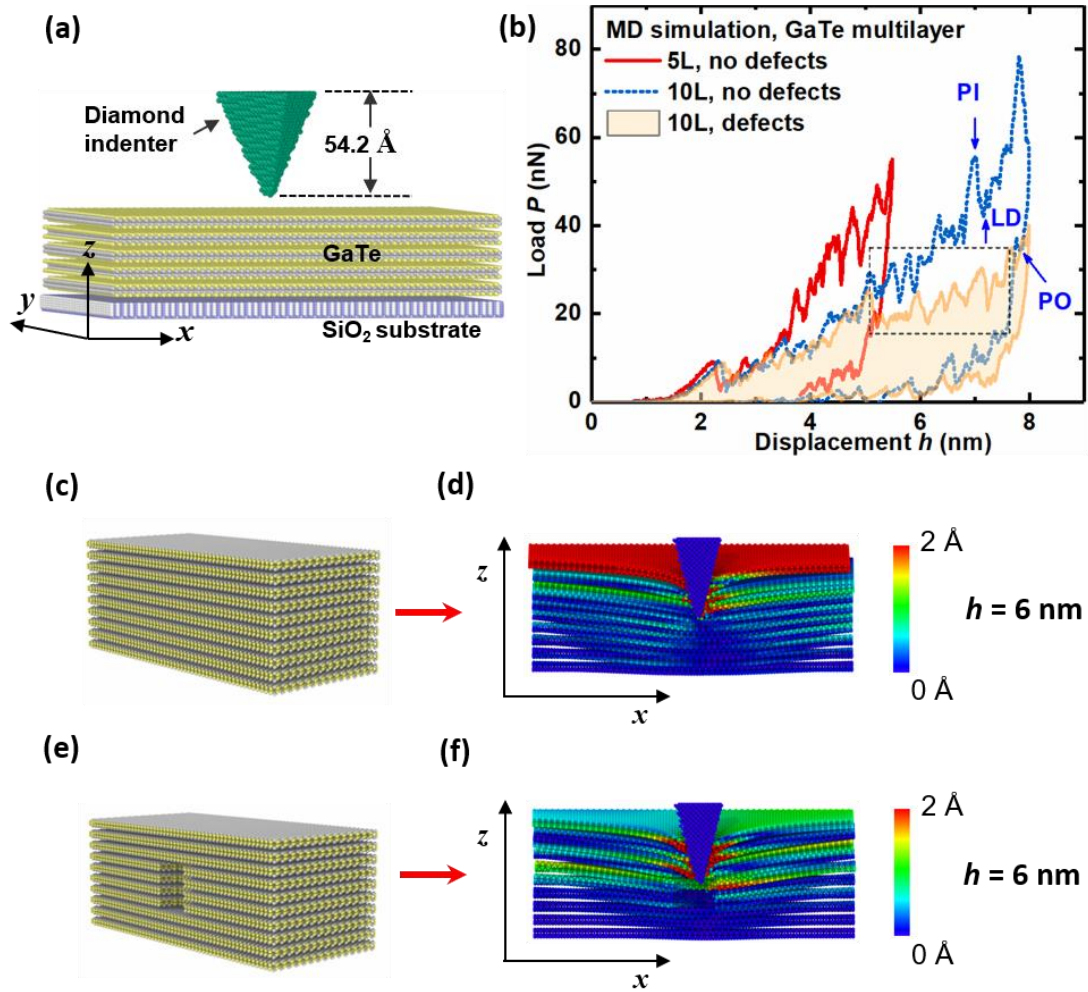 (a)
Diamond
indenter
54.2 Å
GaTe
z
y
x
SiO2 substrate
(b)
MD simulation, GaTe multilayer
5L, no defects
10L, no defects
10L, defects
PI
LD
PO
Load P (nN)
80
60
40
20
0
0 2 4 6 8
Displacement h (nm)
(c)
(d)
z
x
2 Å
0 Å
h = 6 nm
(e)
(f)
z
x
2 Å
0 Å
h = 6 nm